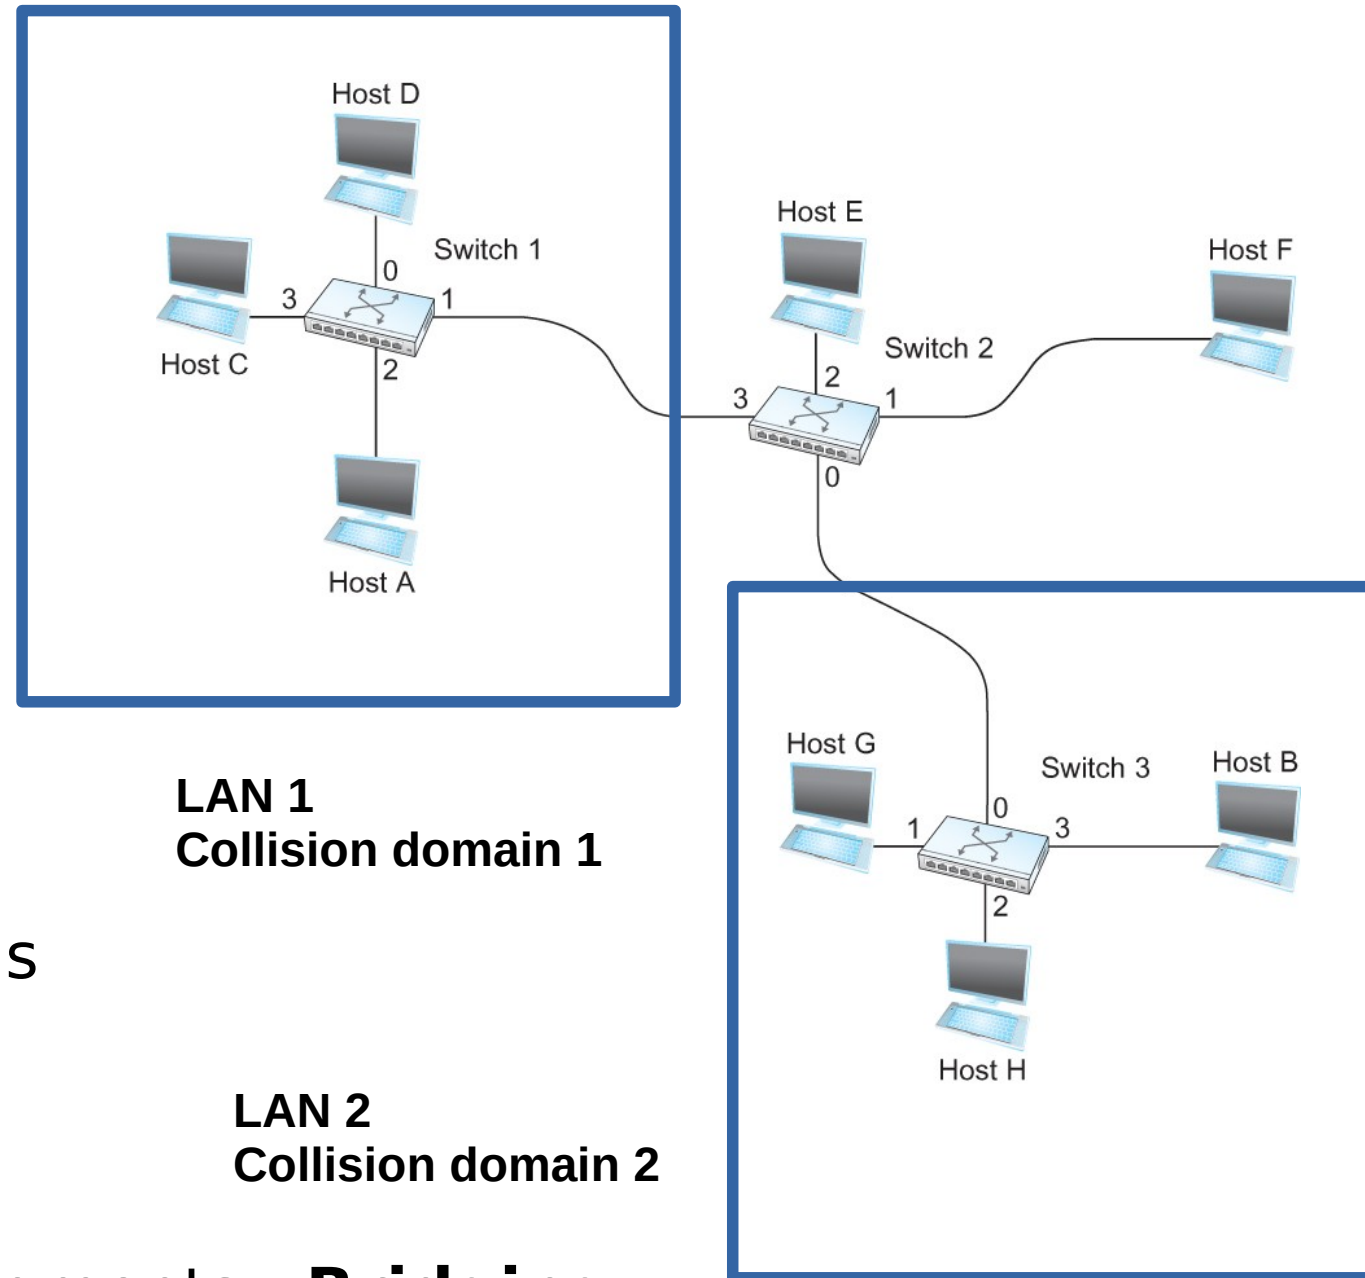 Host D
Host E
Switch 1
Host F
0
3
1
Switch 2
Host C
2
2
3
1
0
Host A
Host G
Switch 3
Host B
LAN 1
0
1
3
Collision domain 1
2
s
Host H
LAN 2
Collision domain 2